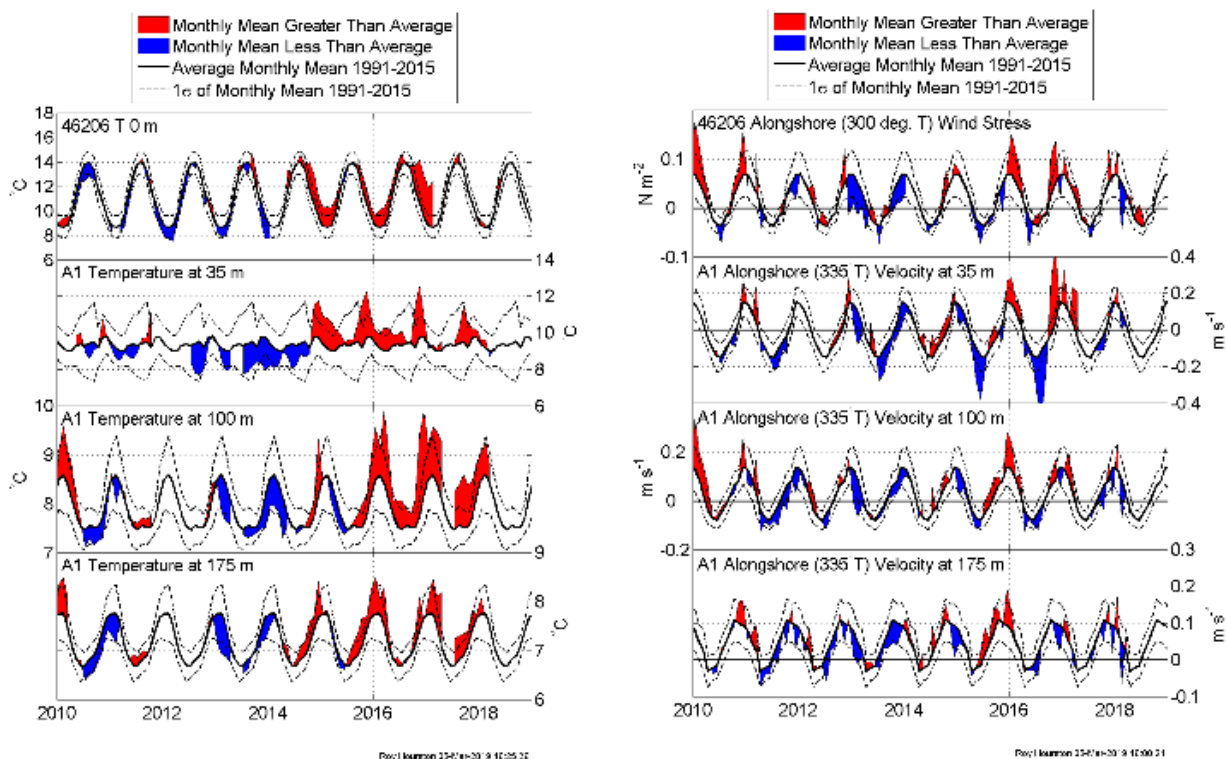 Monthly Mean Greater Than Average
Monthly Mean Less Than Average
Average Monthly Mean 1991-2015
1σ of Monthly Mean 1991-2015
18
16
14
12
10
8
6
°C
46206 T 0 m
14
12
10
8
6
°C
A1 Temperature at 35 m
10
9
8
7
°C
A1 Temperature at 100 m
9
8
7
6
°C
A1 Temperature at 175 m
2010 2012 2014 2016 2018
Monthly Mean Greater Than Average
Monthly Mean Less Than Average
Average Monthly Mean 1991-2015
1σ of Monthly Mean 1991-2015
46206 Alongshore (300 deg. T) Wind Stress
0.1
0
-0.1
N m-2
A1 Alongshore (335 T) Velocity at 35 m
0.4
0.2
0
-0.2
-0.4
m s-1
A1 Alongshore (335 T) Velocity at 100 m
0.2
0
-0.2
m s-1
A1 Alongshore (335 T) Velocity at 175 m
0.3
0.2
0.1
0
-0.1
m s-1
2010 2012 2014 2016 2018